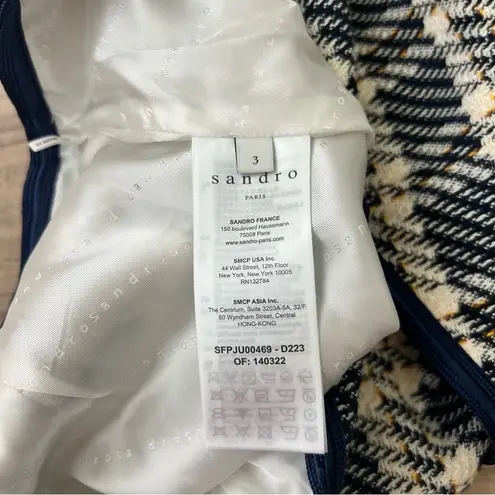 3
sandro
PARIS
SANDRO FRANCE
150 boulevard Haussmann
75008 Paris
www.sandro-paris.com
SMCP USA Inc.
44 Wall Street, 12th Floor
New York, New York 10005
RN132784
SMCP ASIA Inc.
The Centrium, Suite 3203A-5A, 32/F
60 Wyndham Street, Central
HONG-KONG
SFPJU00469 - D223
OF: 140322